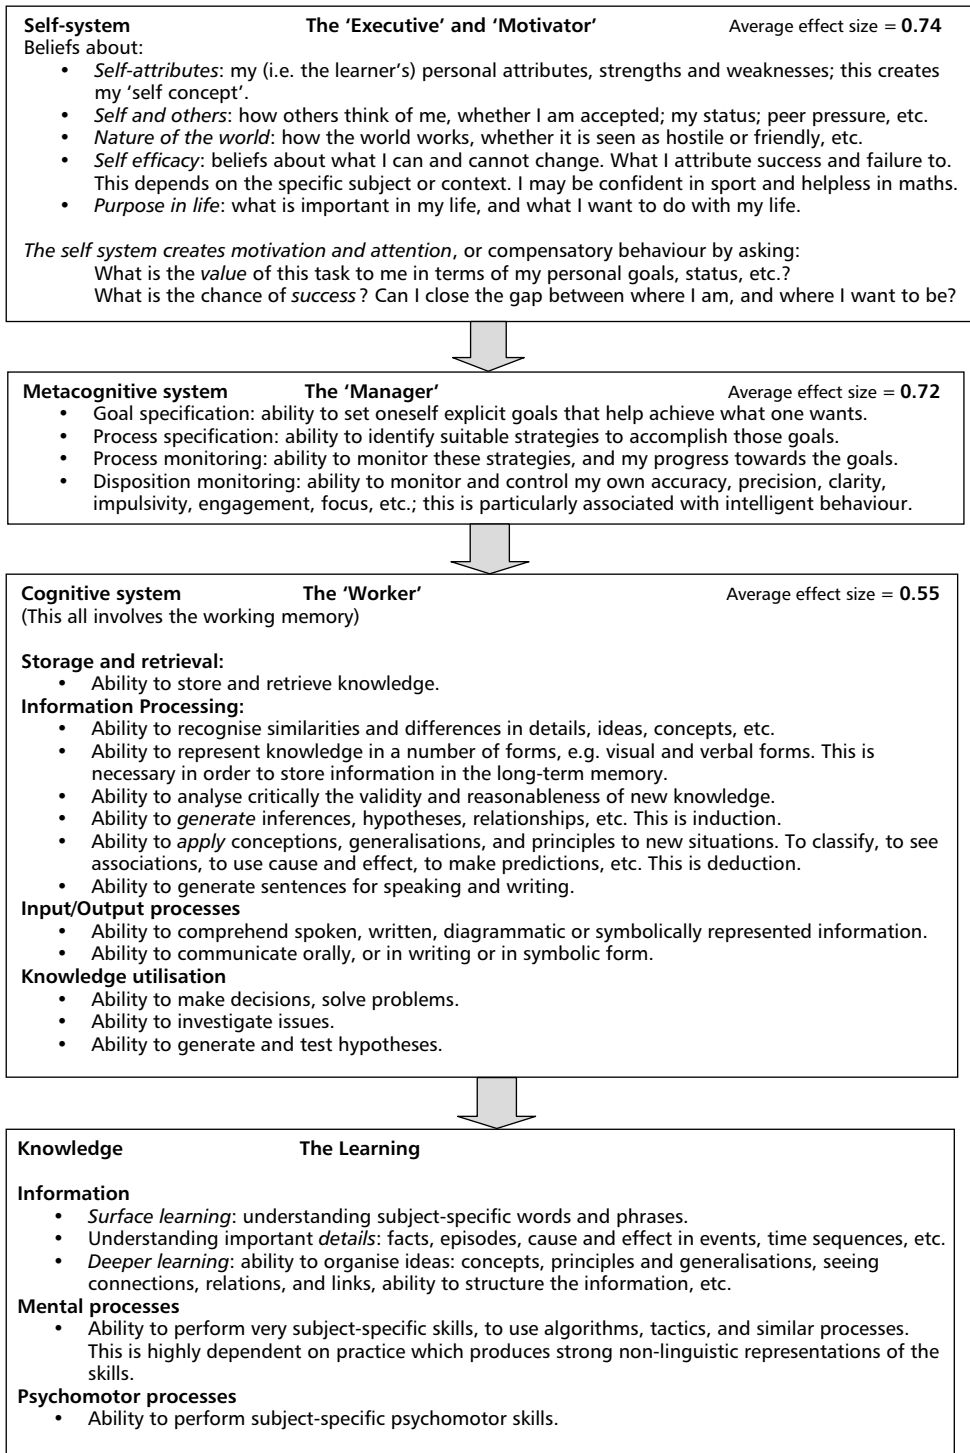 Self-system The ‘Executive’ and ‘Motivator’ Average effect size = 0.74
Beliefs about:
• Self-attributes: my (i.e. the learner’s) personal attributes, strengths and weaknesses; this creates
my ‘self concept’.
• Self and others: how others think of me, whether I am accepted; my status; peer pressure, etc.
• Nature of the world: how the world works, whether it is seen as hostile or friendly, etc.
• Self efficacy: beliefs about what I can and cannot change. What I attribute success and failure to.
This depends on the specific subject or context. I may be confident in sport and helpless in maths.
• Purpose in life: what is important in my life, and what I want to do with my life.
The self system creates motivation and attention, or compensatory behaviour by asking:
What is the value of this task to me in terms of my personal goals, status, etc.?
What is the chance of success? Can I close the gap between where I am, and where I want to be?
Metacognitive system The ‘Manager’ Average effect size = 0.72
• Goal specification: ability to set oneself explicit goals that help achieve what one wants.
• Process specification: ability to identify suitable strategies to accomplish those goals.
• Process monitoring: ability to monitor these strategies, and my progress towards the goals.
• Disposition monitoring: ability to monitor and control my own accuracy, precision, clarity,
impulsivity, engagement, focus, etc.; this is particularly associated with intelligent behaviour.
Cognitive system The ‘Worker’ Average effect size = 0.55
(This all involves the working memory)
Storage and retrieval:
• Ability to store and retrieve knowledge.
Information Processing:
• Ability to recognise similarities and differences in details, ideas, concepts, etc.
• Ability to represent knowledge in a number of forms, e.g. visual and verbal forms. This is
necessary in order to store information in the long-term memory.
• Ability to analyse critically the validity and reasonableness of new knowledge.
• Ability to generate inferences, hypotheses, relationships, etc. This is induction.
• Ability to apply conceptions, generalisations, and principles to new situations. To classify, to see
associations, to use cause and effect, to make predictions, etc. This is deduction.
• Ability to generate sentences for speaking and writing.
Input/Output processes
• Ability to comprehend spoken, written, diagrammatic or symbolically represented information.
• Ability to communicate orally, or in writing or in symbolic form.
Knowledge utilisation
• Ability to make decisions, solve problems.
• Ability to investigate issues.
• Ability to generate and test hypotheses.
Knowledge The Learning
Information
• Surface learning: understanding subject-specific words and phrases.
• Understanding important details: facts, episodes, cause and effect in events, time sequences, etc.
• Deeper learning: ability to organise ideas: concepts, principles and generalisations, seeing
connections, relations, and links, ability to structure the information, etc.
Mental processes
• Ability to perform very subject-specific skills, to use algorithms, tactics, and similar processes.
This is highly dependent on practice which produces strong non-linguistic representations of the
skills.
Psychomotor processes
• Ability to perform subject-specific psychomotor skills.